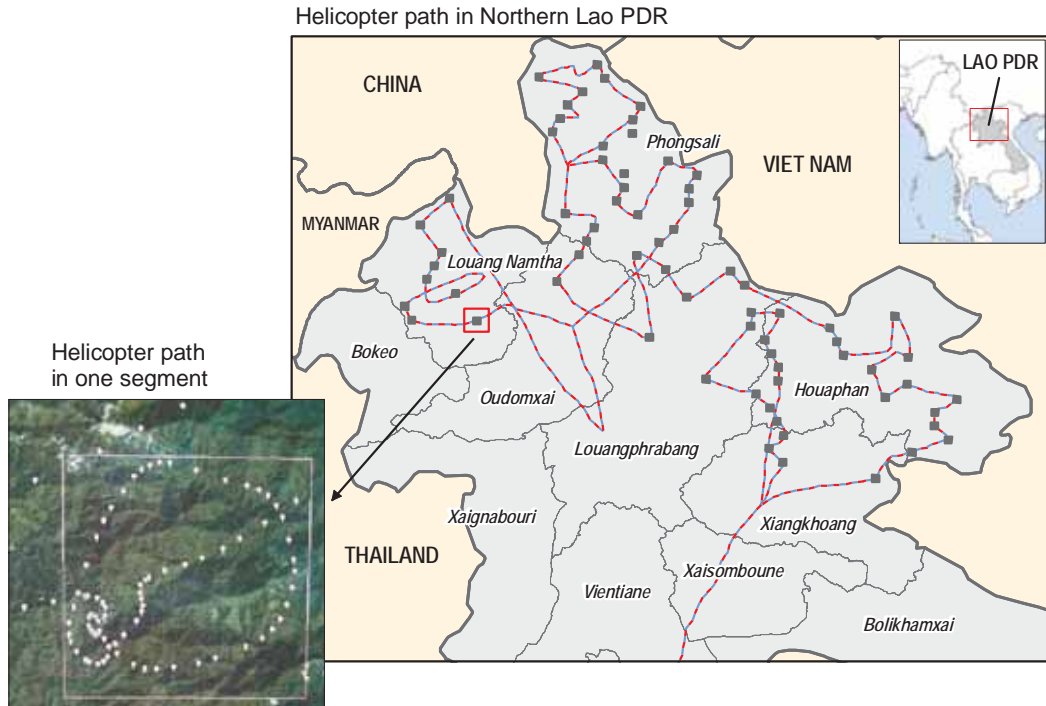 Helicopter path in Northern Lao PDR
CHINA
LAO PDR
Phongsali
VIET NAM
MYANMAR
Louang Namtha
Helicopter path
in one segment
Bokeo
Oudomxai
Houaphan
Louangphrabang
Xaignabouri
Xiangkhoang
THAILAND
Xaisomboune
Vientiane
Bolikhamxai